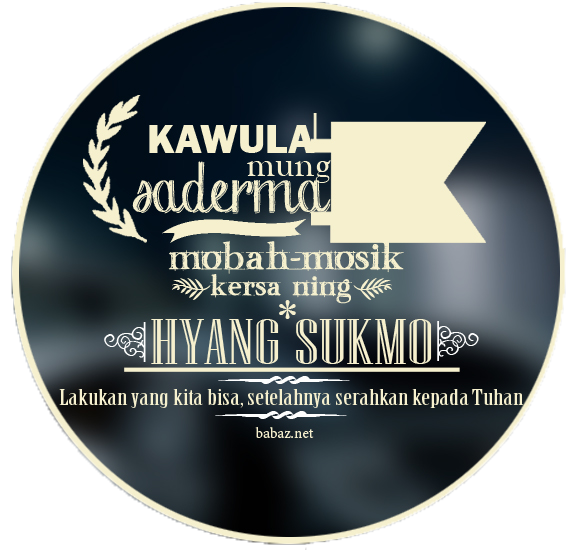 KAWULA
mung
saderma
mobah-mosik
kersa ning
*
HYANG SUKMO
Lakukan yang kita bisa, setelahnya serahkan kepada Tuhan
babaz.net